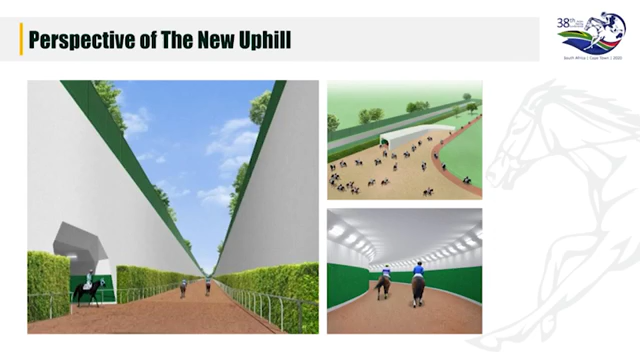 Perspective of The New Uphill
38TH
South Africa | Cape Town | 2020